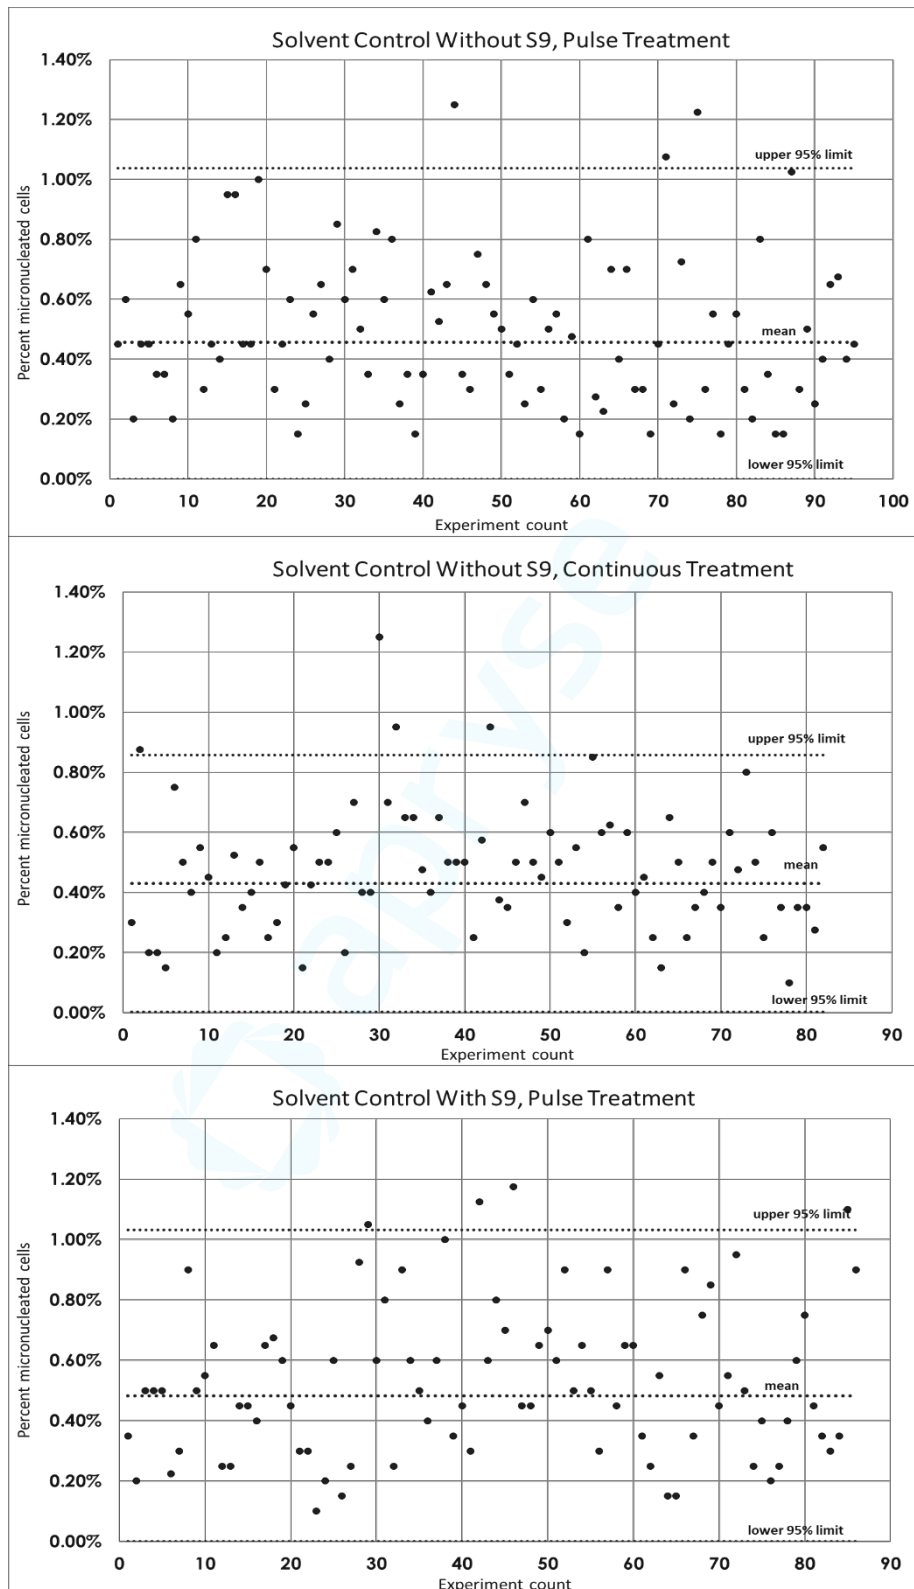 Solvent Control Without S9, Pulse Treatment
1.40%
1.20%
upper 95% limit
1.00%
Percent micronucleated cells
0.80%
0.60%
mean
0.40%
0.20%
lower 95% limit
0.00%
0 10 20 30 40 50 60 70 80 90 100
Experiment count
Solvent Control Without S9, Continuous Treatment
1.40%
1.20%
upper 95% limit
1.00%
Percent micronucleated cells
0.80%
0.60%
mean
0.40%
0.20%
lower 95% limit
0.00%
0 10 20 30 40 50 60 70 80 90
Experiment count
Solvent Control With S9, Pulse Treatment
1.40%
1.20%
upper 95% limit
1.00%
Percent micronucleated cells
0.80%
0.60%
mean
0.40%
0.20%
lower 95% limit
0.00%
0 10 20 30 40 50 60 70 80 90
Experiment count
apryse